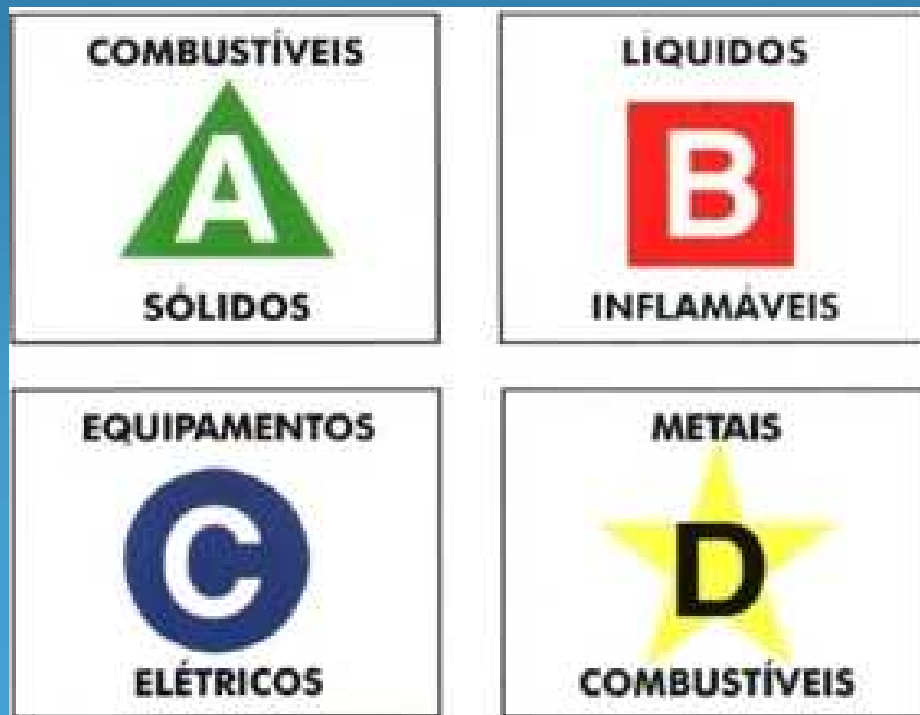 COMBUSTÍVEIS
A
SÓLIDOS
LÍQUIDOS
B
INFLAMÁVEIS
EQUIPAMENTOS
C
ELÉTRICOS
METAIS
D
COMBUSTÍVEIS